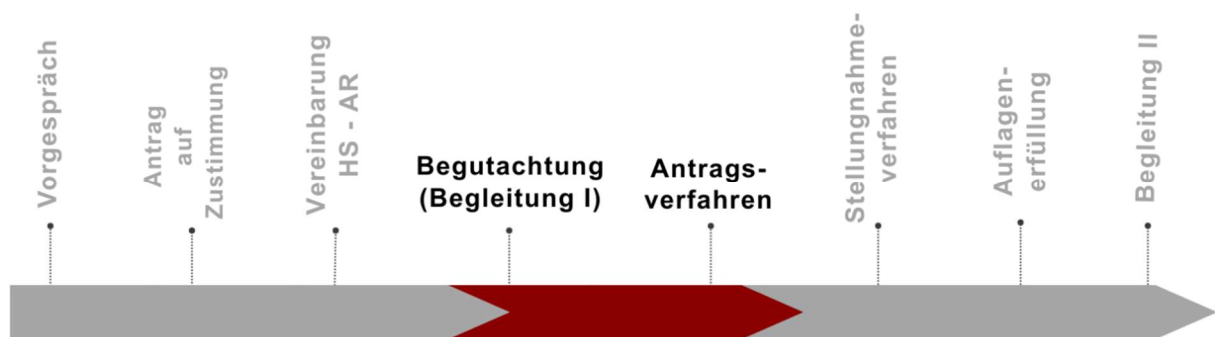 Vorgespräch
Antrag
auf
Zustimmung
Vereinbarung
HS - AR
Begutachtung
(Begleitung I)
Antrags-
verfahren
Stellungnahme-
verfahren
Auflagen-
erfüllung
Begleitung II